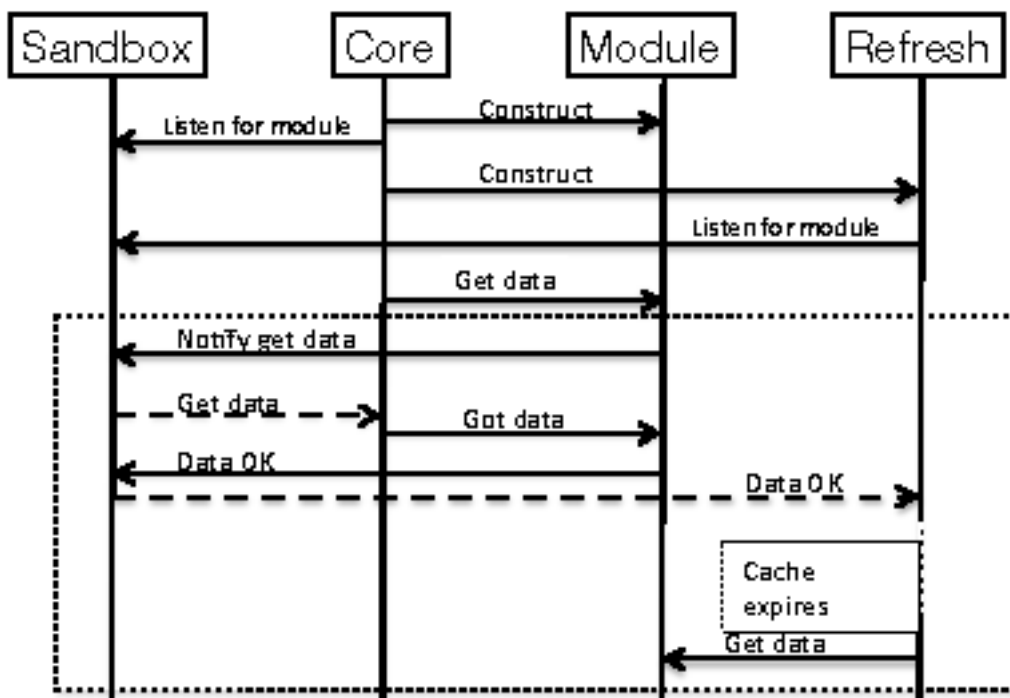 Sandbox
Core
Module
Refresh
Construct
Listen for module
Construct
Listen for module
Get data
Notify get data
Get data
Got data
Data OK
Data OK
Cache
expires
Get data